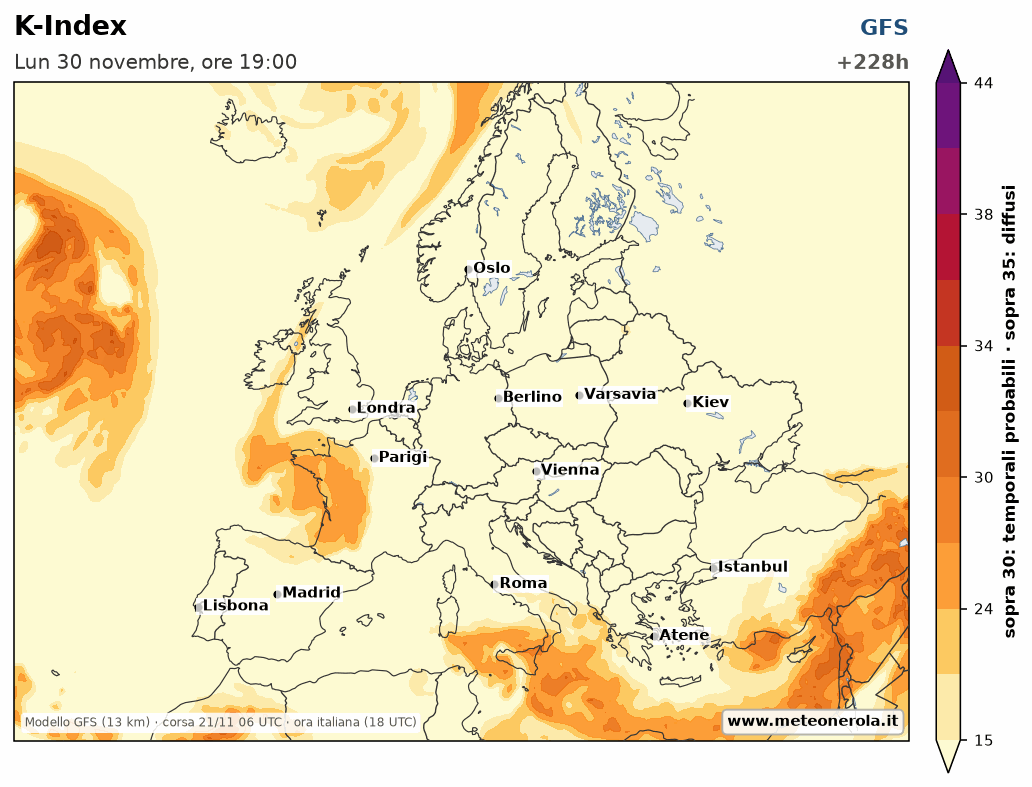 K-Index
GFS
Lun 30 novembre, ore 19:00
+228h
44
38
34
30
24
15
sopra 30: temporali probabili · sopra 35: diffusi
Oslo
Berlino
Varsavia
Kiev
Londra
Parigi
Vienna
Istanbul
Roma
Madrid
Lisbona
Atene
Modello GFS (13 km) · corsa 21/11 06 UTC · ora italiana (18 UTC)
www.meteonerola.it